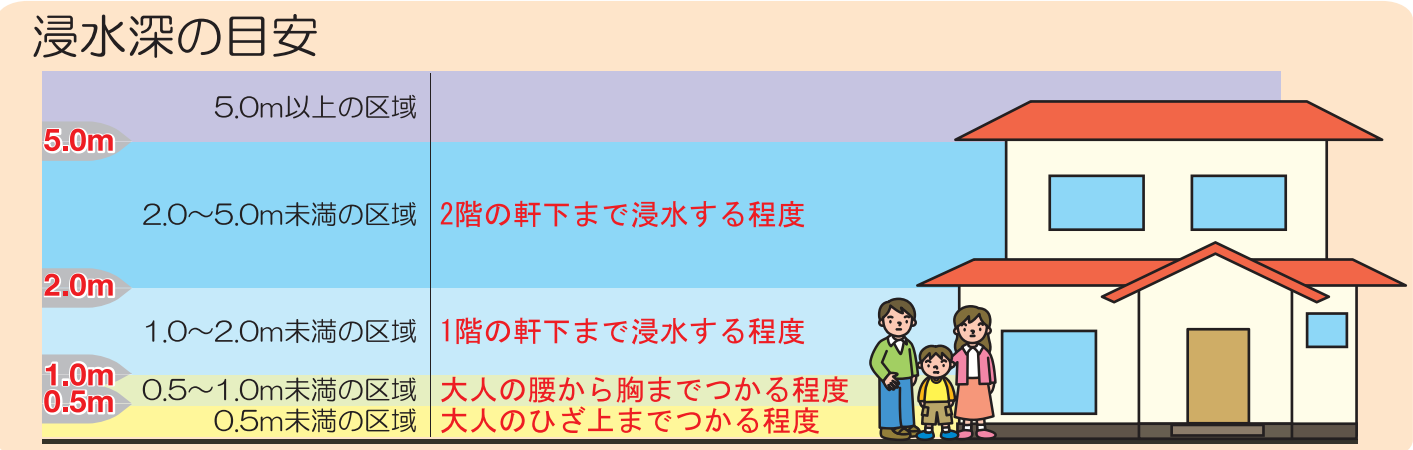 浸水深の目安
5.0m以上の区域
5.0m
2.0〜5.0m未満の区域 2階の軒下まで浸水する程度
2.0m
1.0〜2.0m未満の区域 1階の軒下まで浸水する程度
1.0m
0.5〜1.0m未満の区域 大人の腰から胸までつかる程度
0.5m
0.5m未満の区域 大人のひざ上までつかる程度